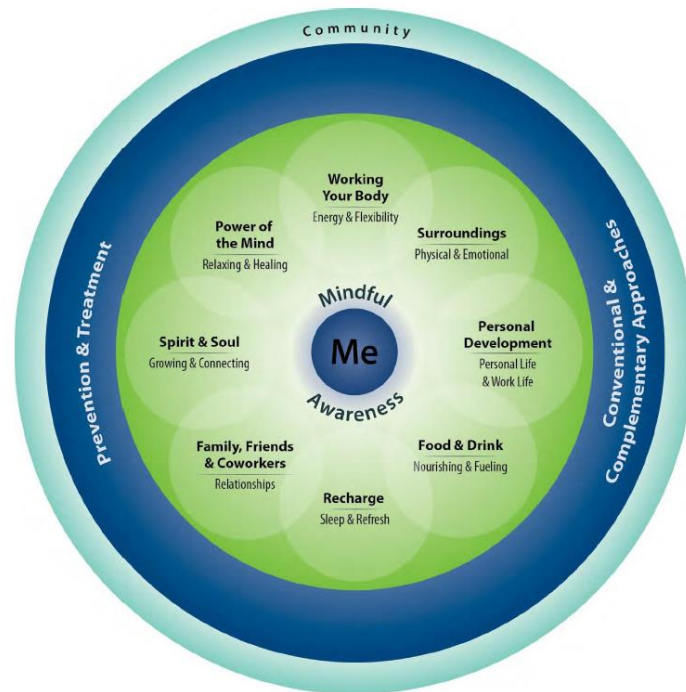 Community
Prevention & Treatment
Conventional &
Complementary Approaches
Working
Your Body
Energy & Flexibility
Surroundings
Physical & Emotional
Personal
Development
Personal Life
& Work Life
Food & Drink
Nourishing & Fueling
Recharge
Sleep & Refresh
Family, Friends
& Coworkers
Relationships
Spirit & Soul
Growing & Connecting
Power of
the Mind
Relaxing & Healing
Mindful
Me
Awareness